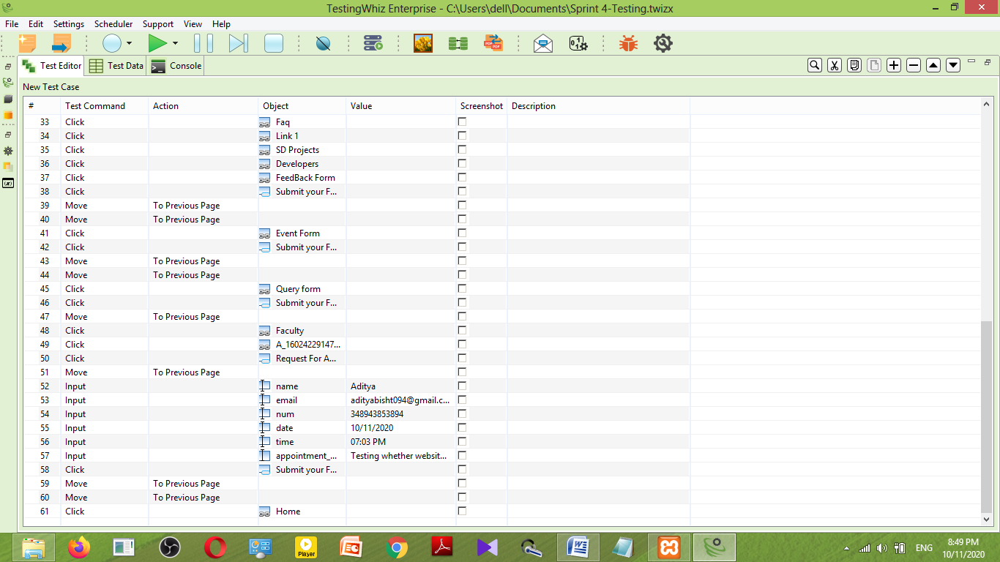 TestingWhiz Enterprise - C:\Users\dell\Documents\Sprint 4-Testing.twizx
File Edit Settings Scheduler Support View Help
Test Editor Test Data Console
New Test Case
# Test Command Action Object Value Screenshot Description
33 Click Faq
34 Click Link 1
35 Click SD Projects
36 Click Developers
37 Click FeedBack Form
38 Click Submit your F...
39 Move To Previous Page
40 Move To Previous Page
41 Click Event Form
42 Click Submit your F...
43 Move To Previous Page
44 Move To Previous Page
45 Click Query form
46 Click Submit your F...
47 Move To Previous Page
48 Click Faculty
49 Click A_16024229147...
50 Click Request For A...
51 Move To Previous Page
52 Input name Aditya
53 Input email adityabisht094@gmail.c...
54 Input num 348943853894
55 Input date 10/11/2020
56 Input time 07:03 PM
57 Input appointment_... Testing whether websit...
58 Click Submit your F...
59 Move To Previous Page
60 Move To Previous Page
61 Click Home
Player
ENG 8:49 PM
10/11/2020